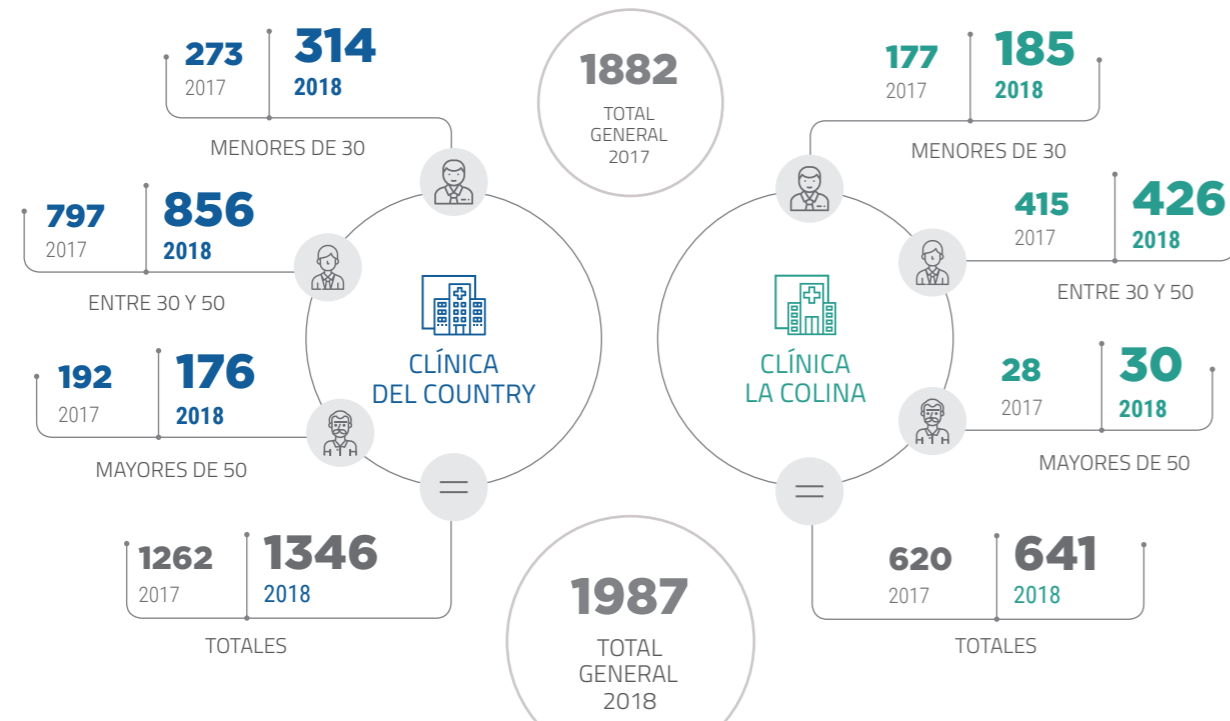 273
2017
314
2018
MENORES DE 30
797
2017
856
2018
ENTRE 30 Y 50
192
2017
176
2018
MAYORES DE 50
1262
2017
1346
2018
TOTALES
CLÍNICA
DEL COUNTRY
1882
TOTAL
GENERAL
2017
1987
TOTAL
GENERAL
2018
177
2017
185
2018
MENORES DE 30
415
2017
426
2018
ENTRE 30 Y 50
28
2017
30
2018
MAYORES DE 50
620
2017
641
2018
TOTALES
CLÍNICA
LA COLINA